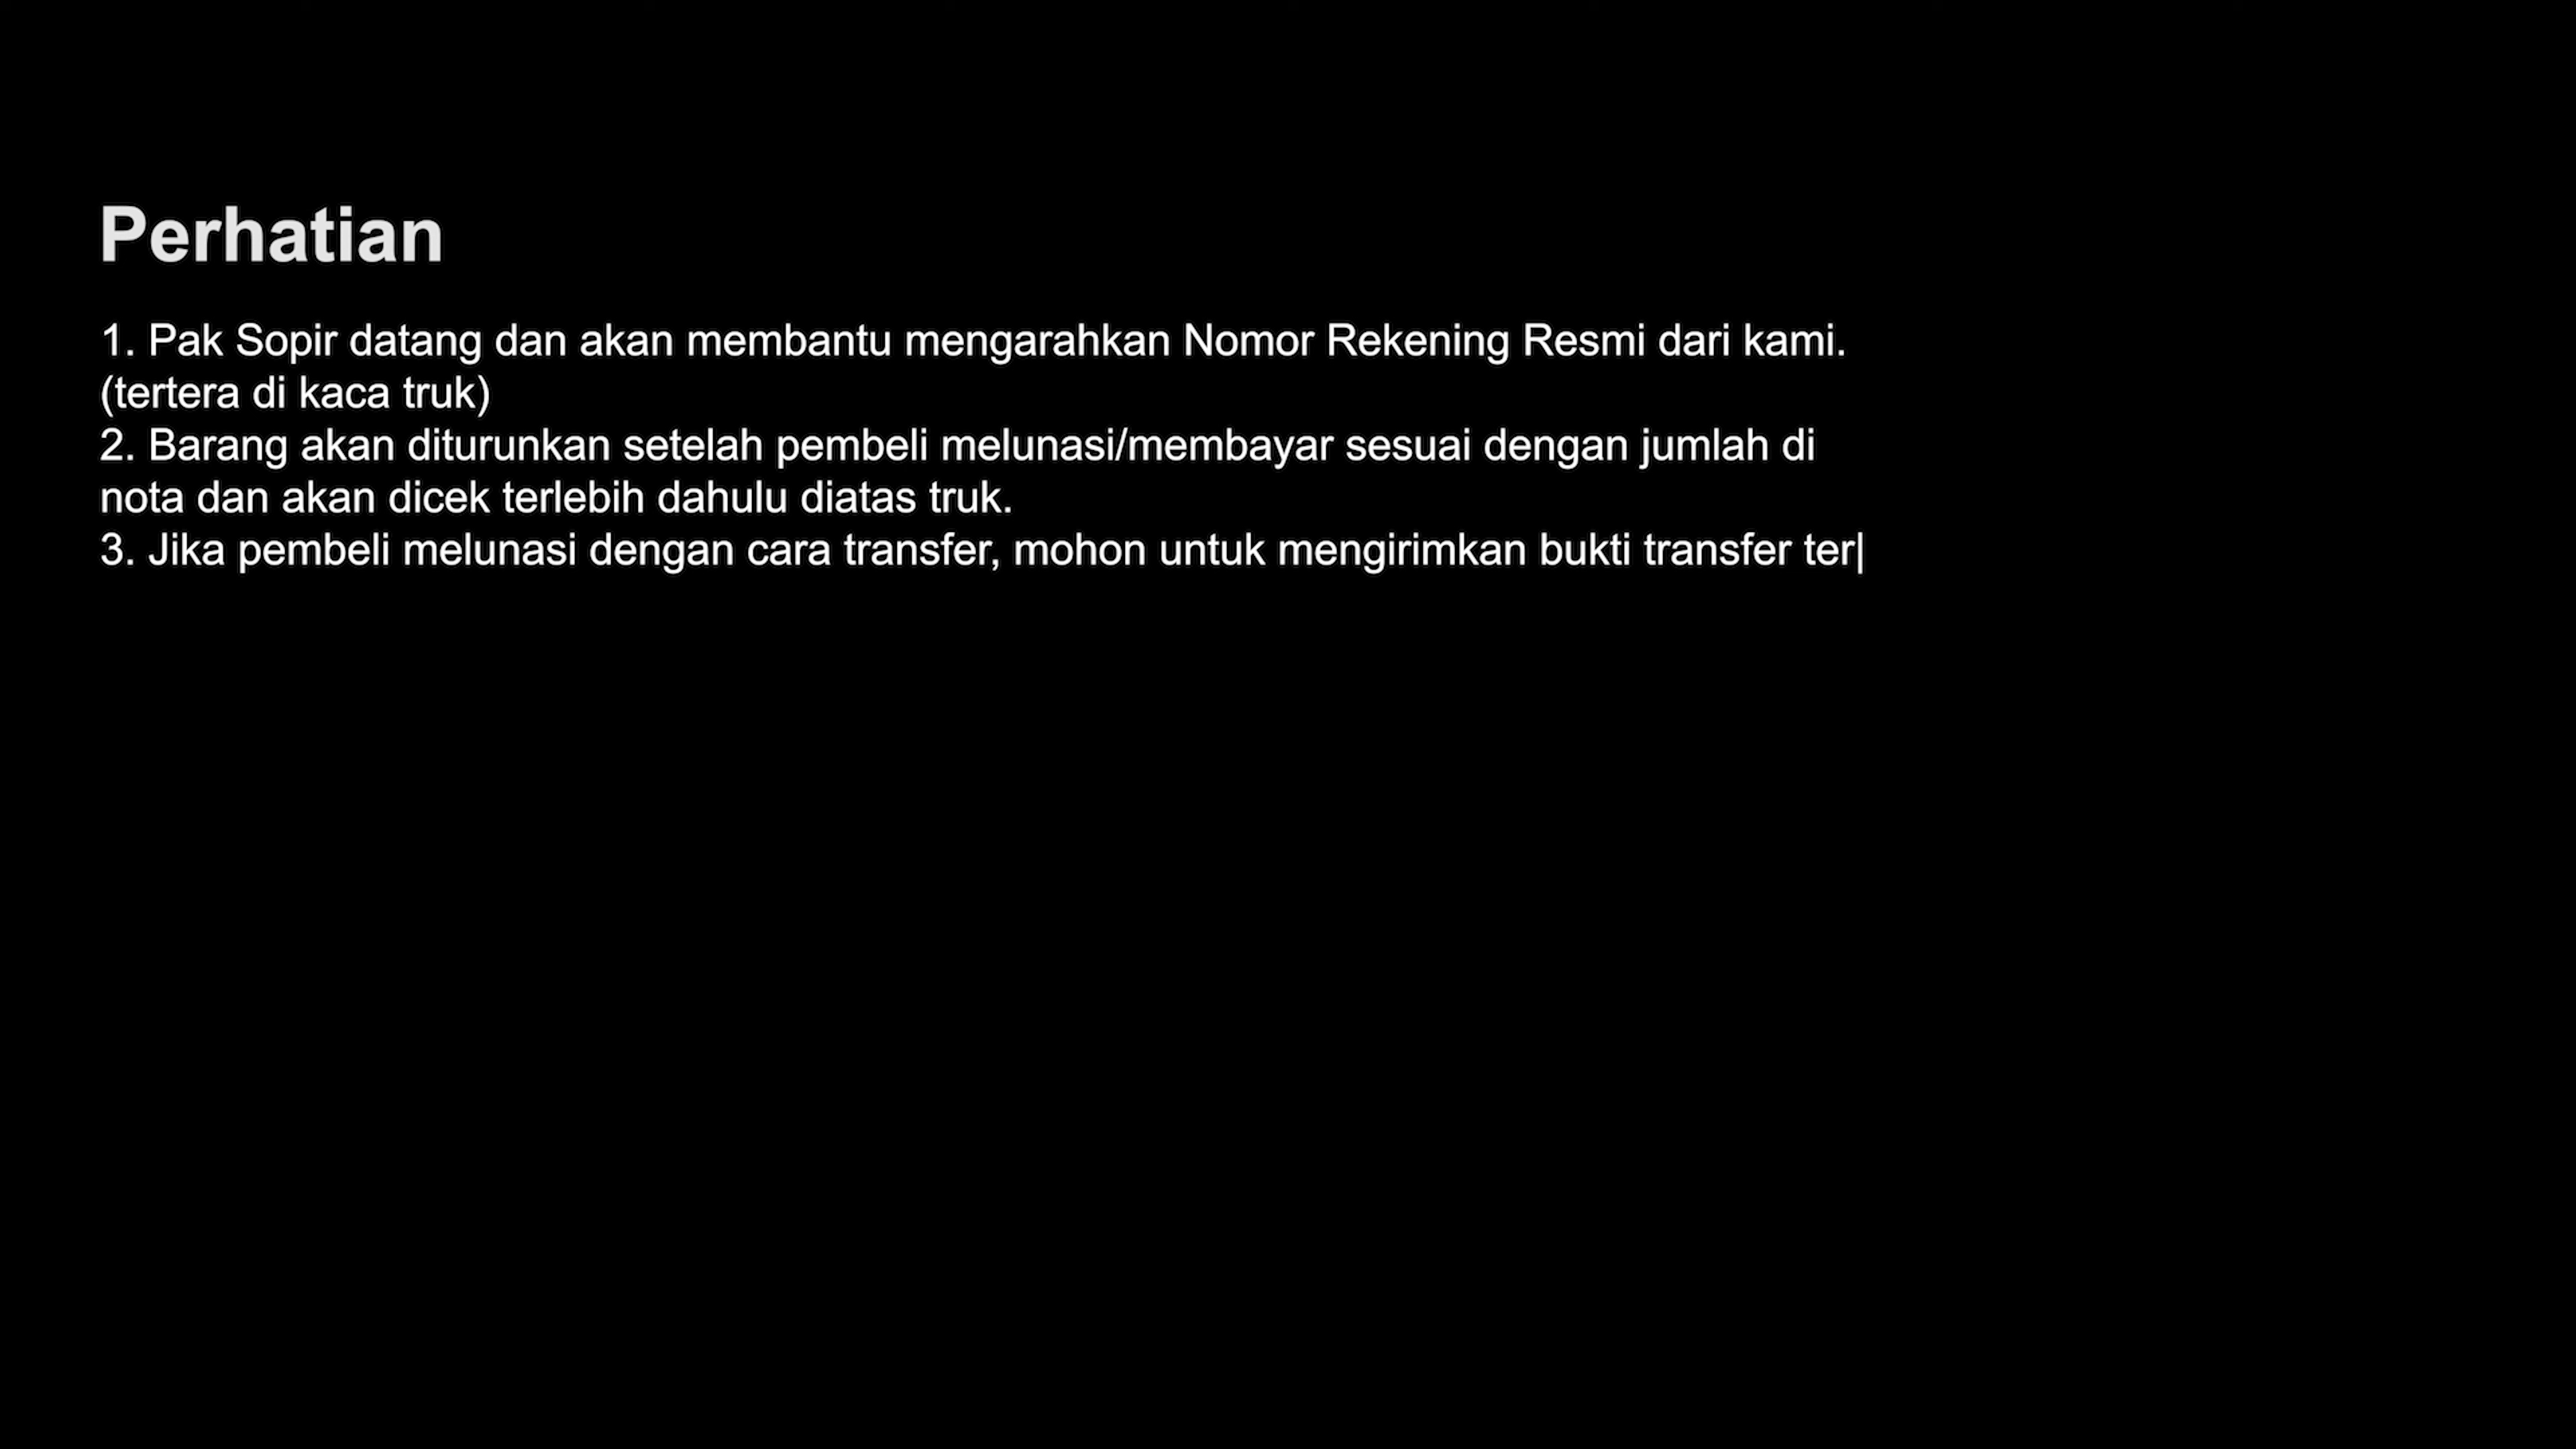 Perhatian
1. Pak Sopir datang dan akan membantu mengarahkan Nomor Rekening Resmi dari kami.
(tertera di kaca truk)
2. Barang akan diturunkan setelah pembeli melunasi/membayar sesuai dengan jumlah di
nota dan akan dicek terlebih dahulu diatas truk.
3. Jika pembeli melunasi dengan cara transfer, mohon untuk mengirimkan bukti transfer ter|